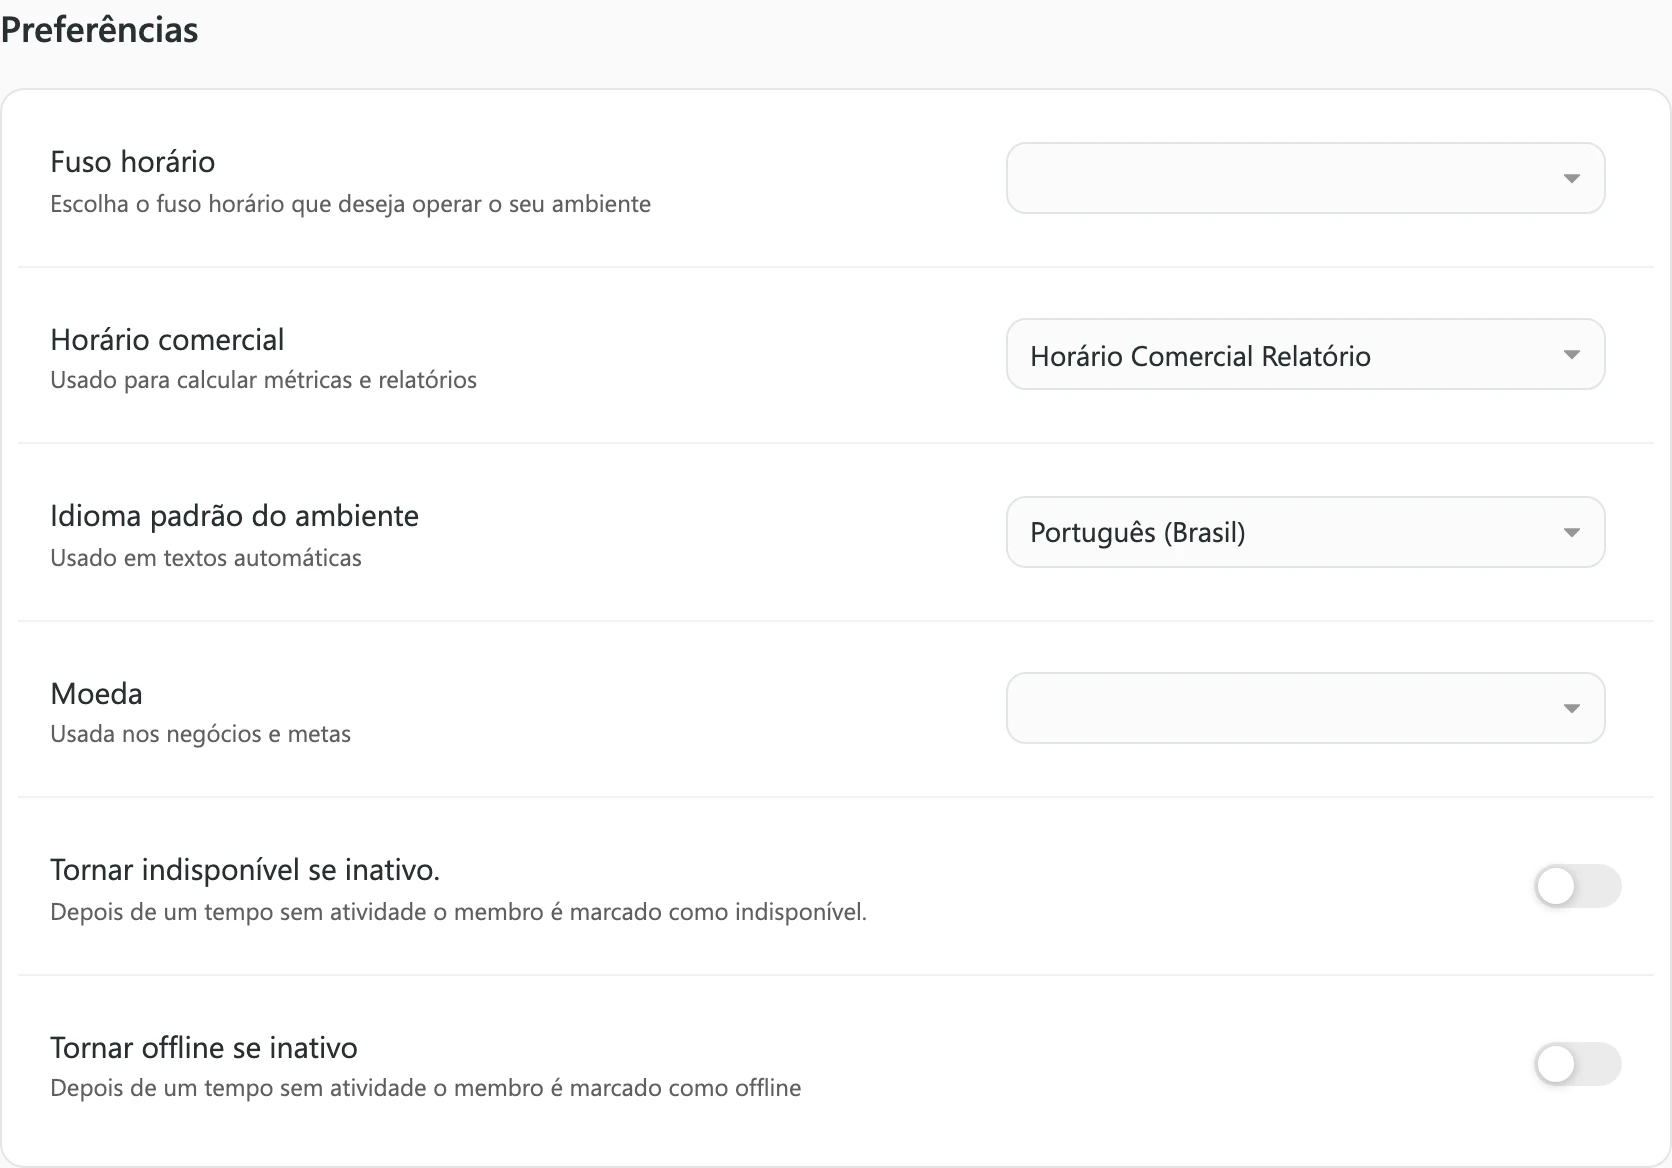 Preferências
Fuso horário
Escolha o fuso horário que deseja operar o seu ambiente
Horário comercial
Usado para calcular métricas e relatórios
Horário Comercial Relatório
Idioma padrão do ambiente
Usado em textos automáticas
Português (Brasil)
Moeda
Usada nos negócios e metas
Tornar indisponível se inativo.
Depois de um tempo sem atividade o membro é marcado como indisponível.
Tornar offline se inativo
Depois de um tempo sem atividade o membro é marcado como offline